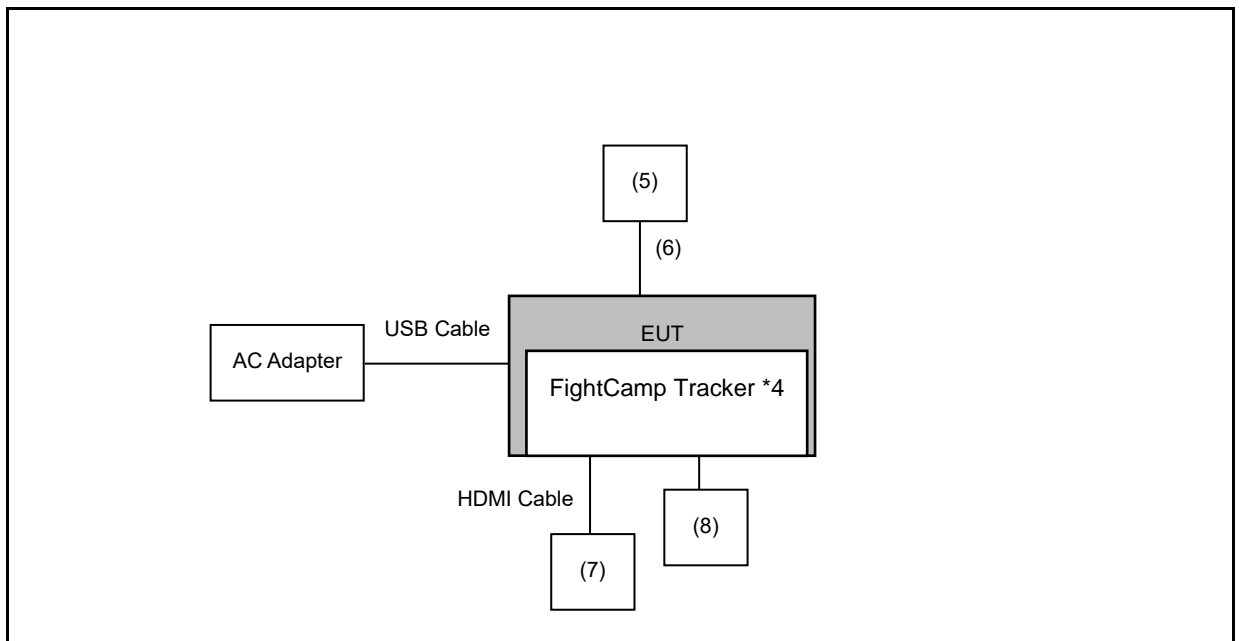 (5)
(6)
USB Cable
EUT
AC Adapter
FightCamp Tracker *4
HDMI Cable
(8)
(7)